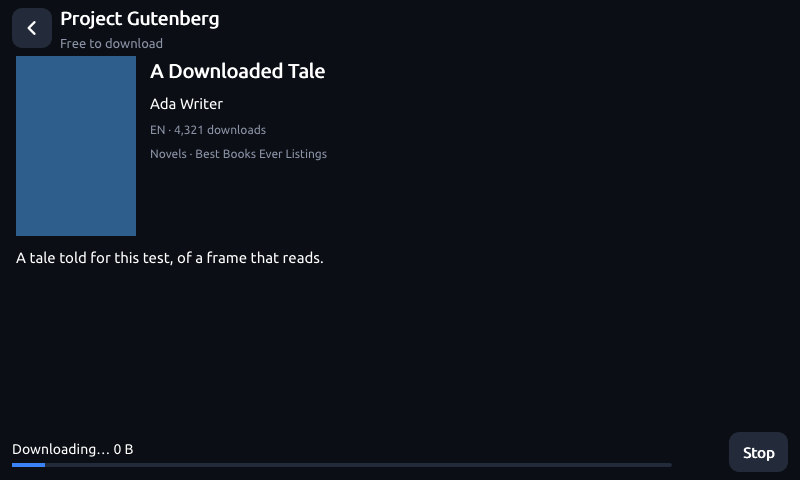 Project Gutenberg
Free to download
A Downloaded Tale
Ada Writer
EN · 4,321 downloads
Novels · Best Books Ever Listings
A tale told for this test, of a frame that reads.
Downloading… 0 B
Stop